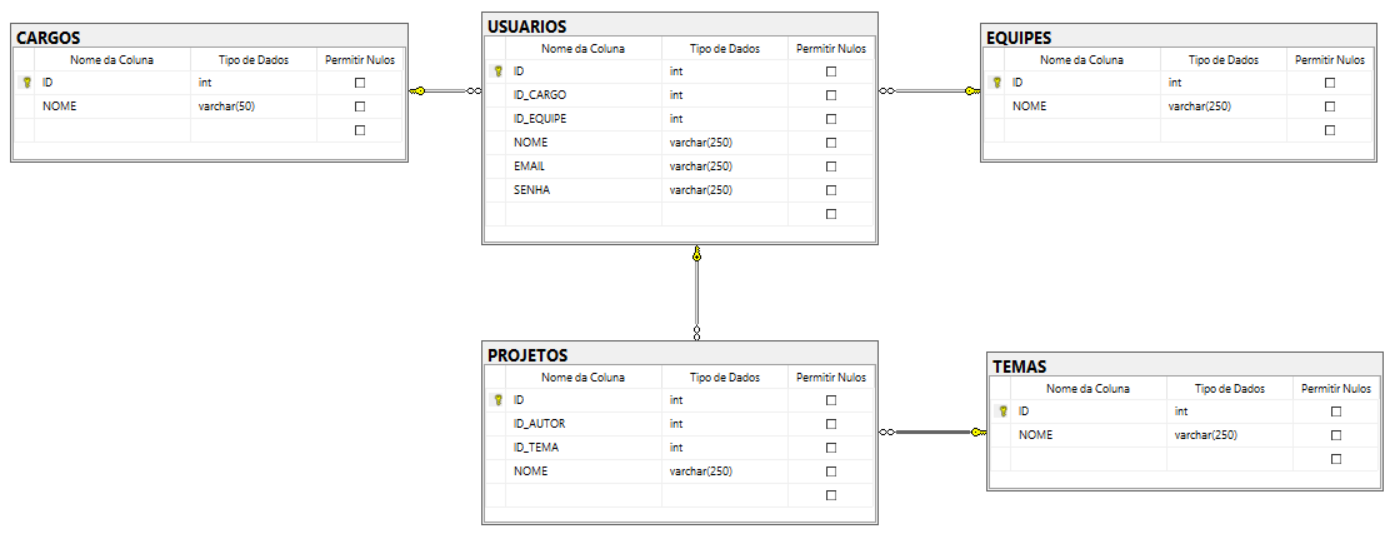 CARGOS
Nome da Coluna Tipo de Dados Permitir Nulos
ID int
NOME varchar(50)
USUARIOS
Nome da Coluna Tipo de Dados Permitir Nulos
ID int
ID_CARGO int
ID_EQUIPE int
NOME varchar(250)
EMAIL varchar(250)
SENHA varchar(250)
EQUIPES
Nome da Coluna Tipo de Dados Permitir Nulos
ID int
NOME varchar(250)
PROJETOS
Nome da Coluna Tipo de Dados Permitir Nulos
ID int
ID_AUTOR int
ID_TEMA int
NOME varchar(250)
TEMAS
Nome da Coluna Tipo de Dados Permitir Nulos
ID int
NOME varchar(250)